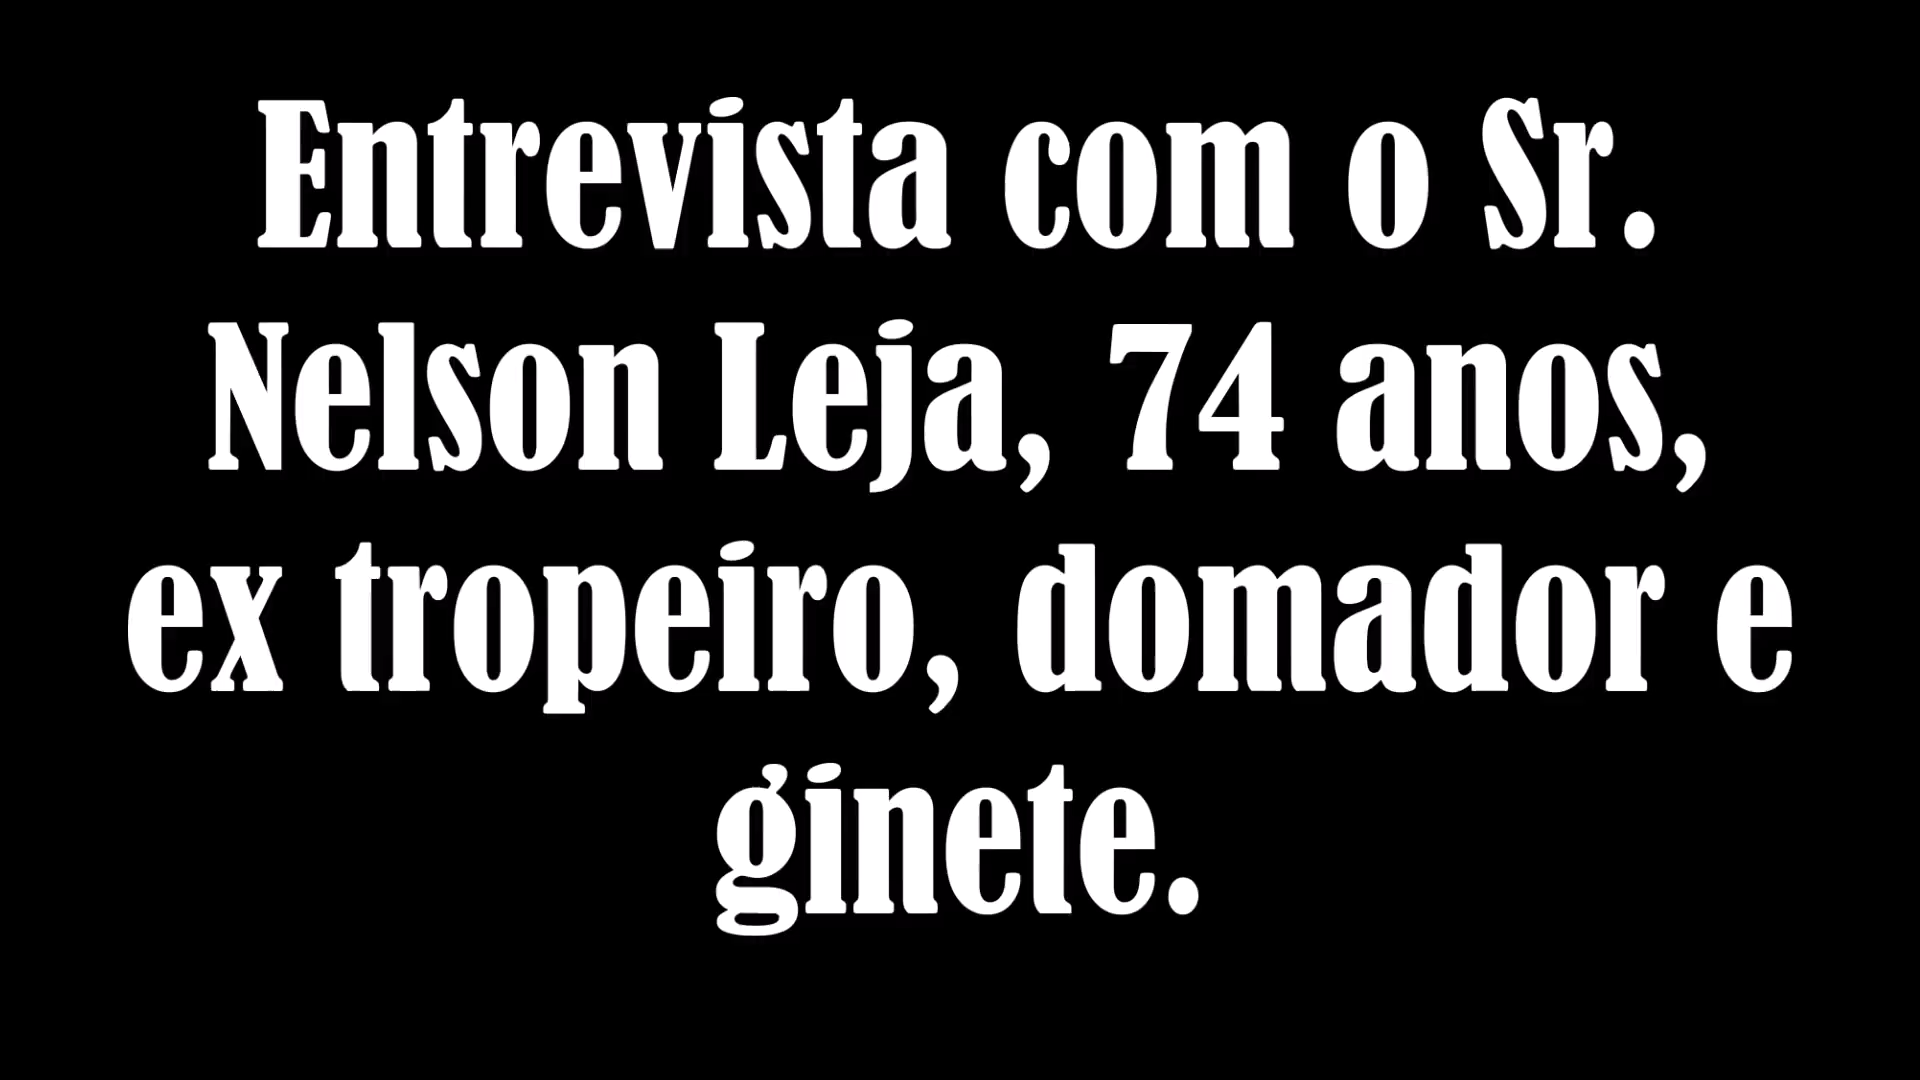 Entrevista com o Sr.
Nelson Leja, 74 anos,
ex tropeiro, domador e
ginete.